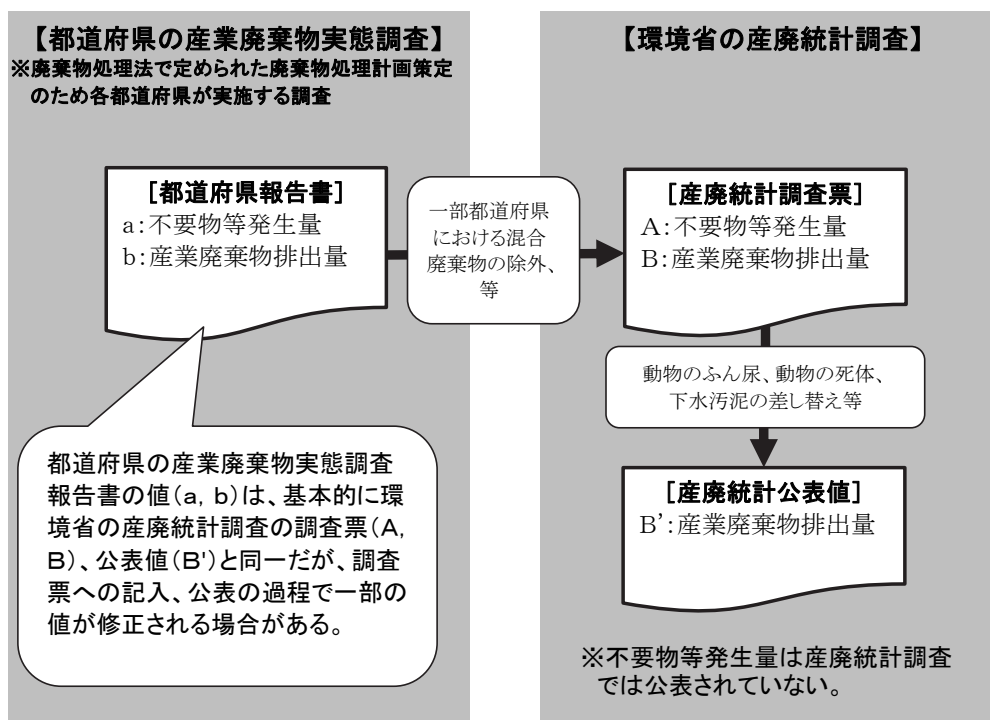 【都道府県の産業廃棄物実態調査】
※廃棄物処理法で定められた廃棄物処理計画策定
のため各都道府県が実施する調査
[都道府県報告書]
a:不要物等発生量
b:産業廃棄物排出量
都道府県の産業廃棄物実態調査
報告書の値(a, b)は、基本的に環
境省の産廃統計調査の調査票(A,
B)、公表値(B')と同一だが、調査
票への記入、公表の過程で一部の
値が修正される場合がある。
一部都道府県
における混合
廃棄物の除外、
等
【環境省の産廃統計調査】
[産廃統計調査票]
A:不要物等発生量
B:産業廃棄物排出量
動物のふん尿、動物の死体、
下水汚泥の差し替え等
[産廃統計公表値]
B’:産業廃棄物排出量
※不要物等発生量は産廃統計調査
では公表されていない。